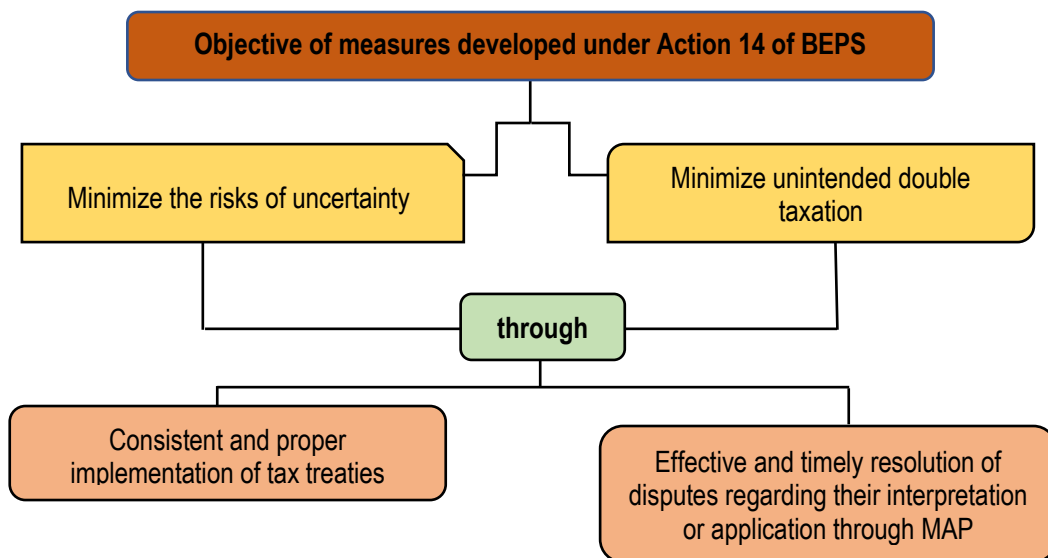 Objective of measures developed under Action 14 of BEPS
Minimize the risks of uncertainty
Minimize unintended double
taxation
through
Consistent and proper
implementation of tax treaties
Effective and timely resolution of
disputes regarding their interpretation
or application through MAP